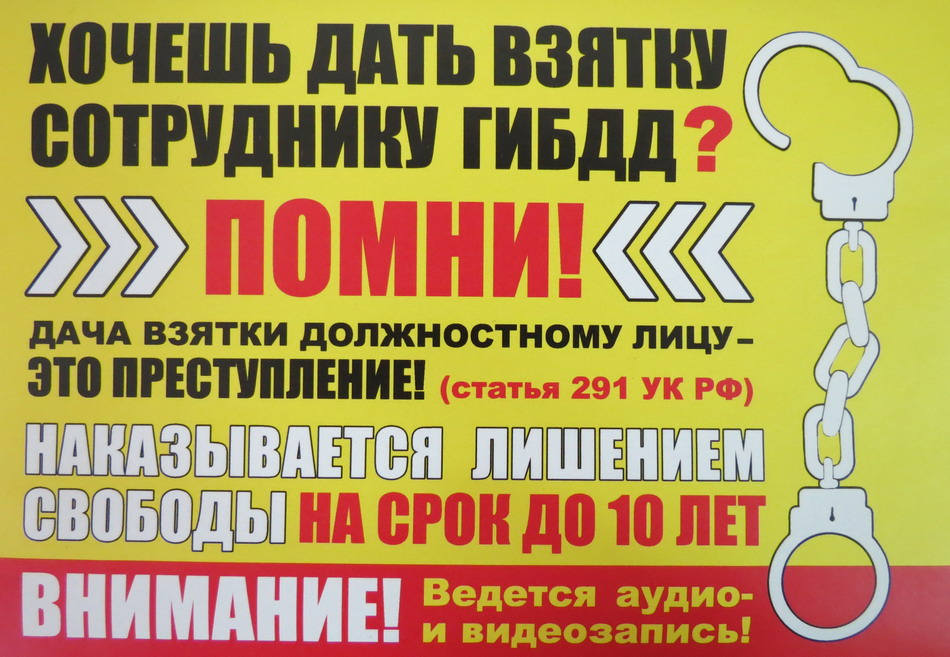 ХОЧЕШЬ ДАТЬ ВЗЯТКУ
СОТРУДНИКУ ГИБДД?
ПОМНИ!
ДАЧА ВЗЯТКИ ДОЛЖНОСТНОМУ ЛИЦУ –
ЭТО ПРЕСТУПЛЕНИЕ! (статья 291 УК РФ)
НАКАЗЫВАЕТСЯ ЛИШЕНИЕМ
СВОБОДЫ НА СРОК ДО 10 ЛЕТ
ВНИМАНИЕ! Ведется аудио-
и видеозапись!